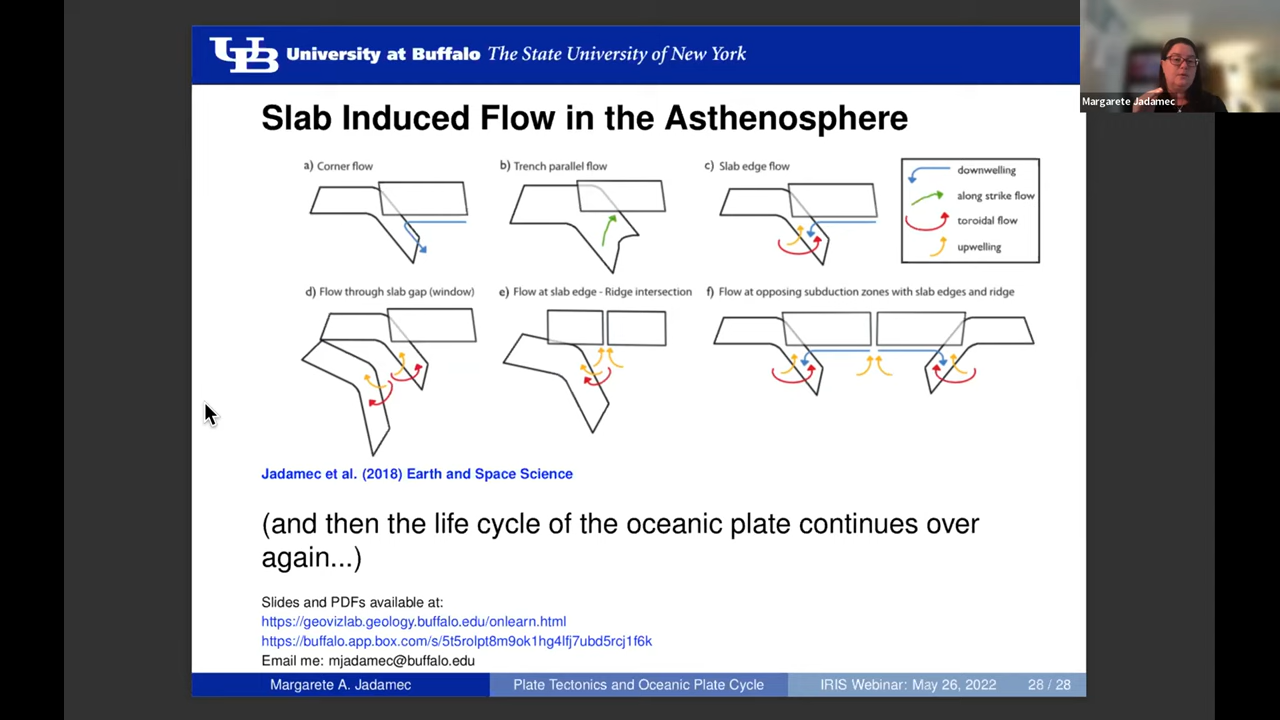 UB University at Buffalo The State University of New York
Margarete Jadamec
Slab Induced Flow in the Asthenosphere
a) Corner flow
b) Trench parallel flow
c) Slab edge flow
downwelling
along strike flow
toroidal flow
upwelling
d) Flow through slab gap (window)
e) Flow at slab edge - Ridge intersection
f) Flow at opposing subduction zones with slab edges and ridge
Jadamec et al. (2018) Earth and Space Science
(and then the life cycle of the oceanic plate continues over
again...)
Slides and PDFs available at:
https://geovizlab.geology.buffalo.edu/onlearn.html
https://buffalo.app.box.com/s/5t5rolpt8m9ok1hg4lfj7ubd5rcj1f6k
Email me: mjadamec@buffalo.edu
Margarete A. Jadamec
Plate Tectonics and Oceanic Plate Cycle
IRIS Webinar: May 26, 2022
28 / 28